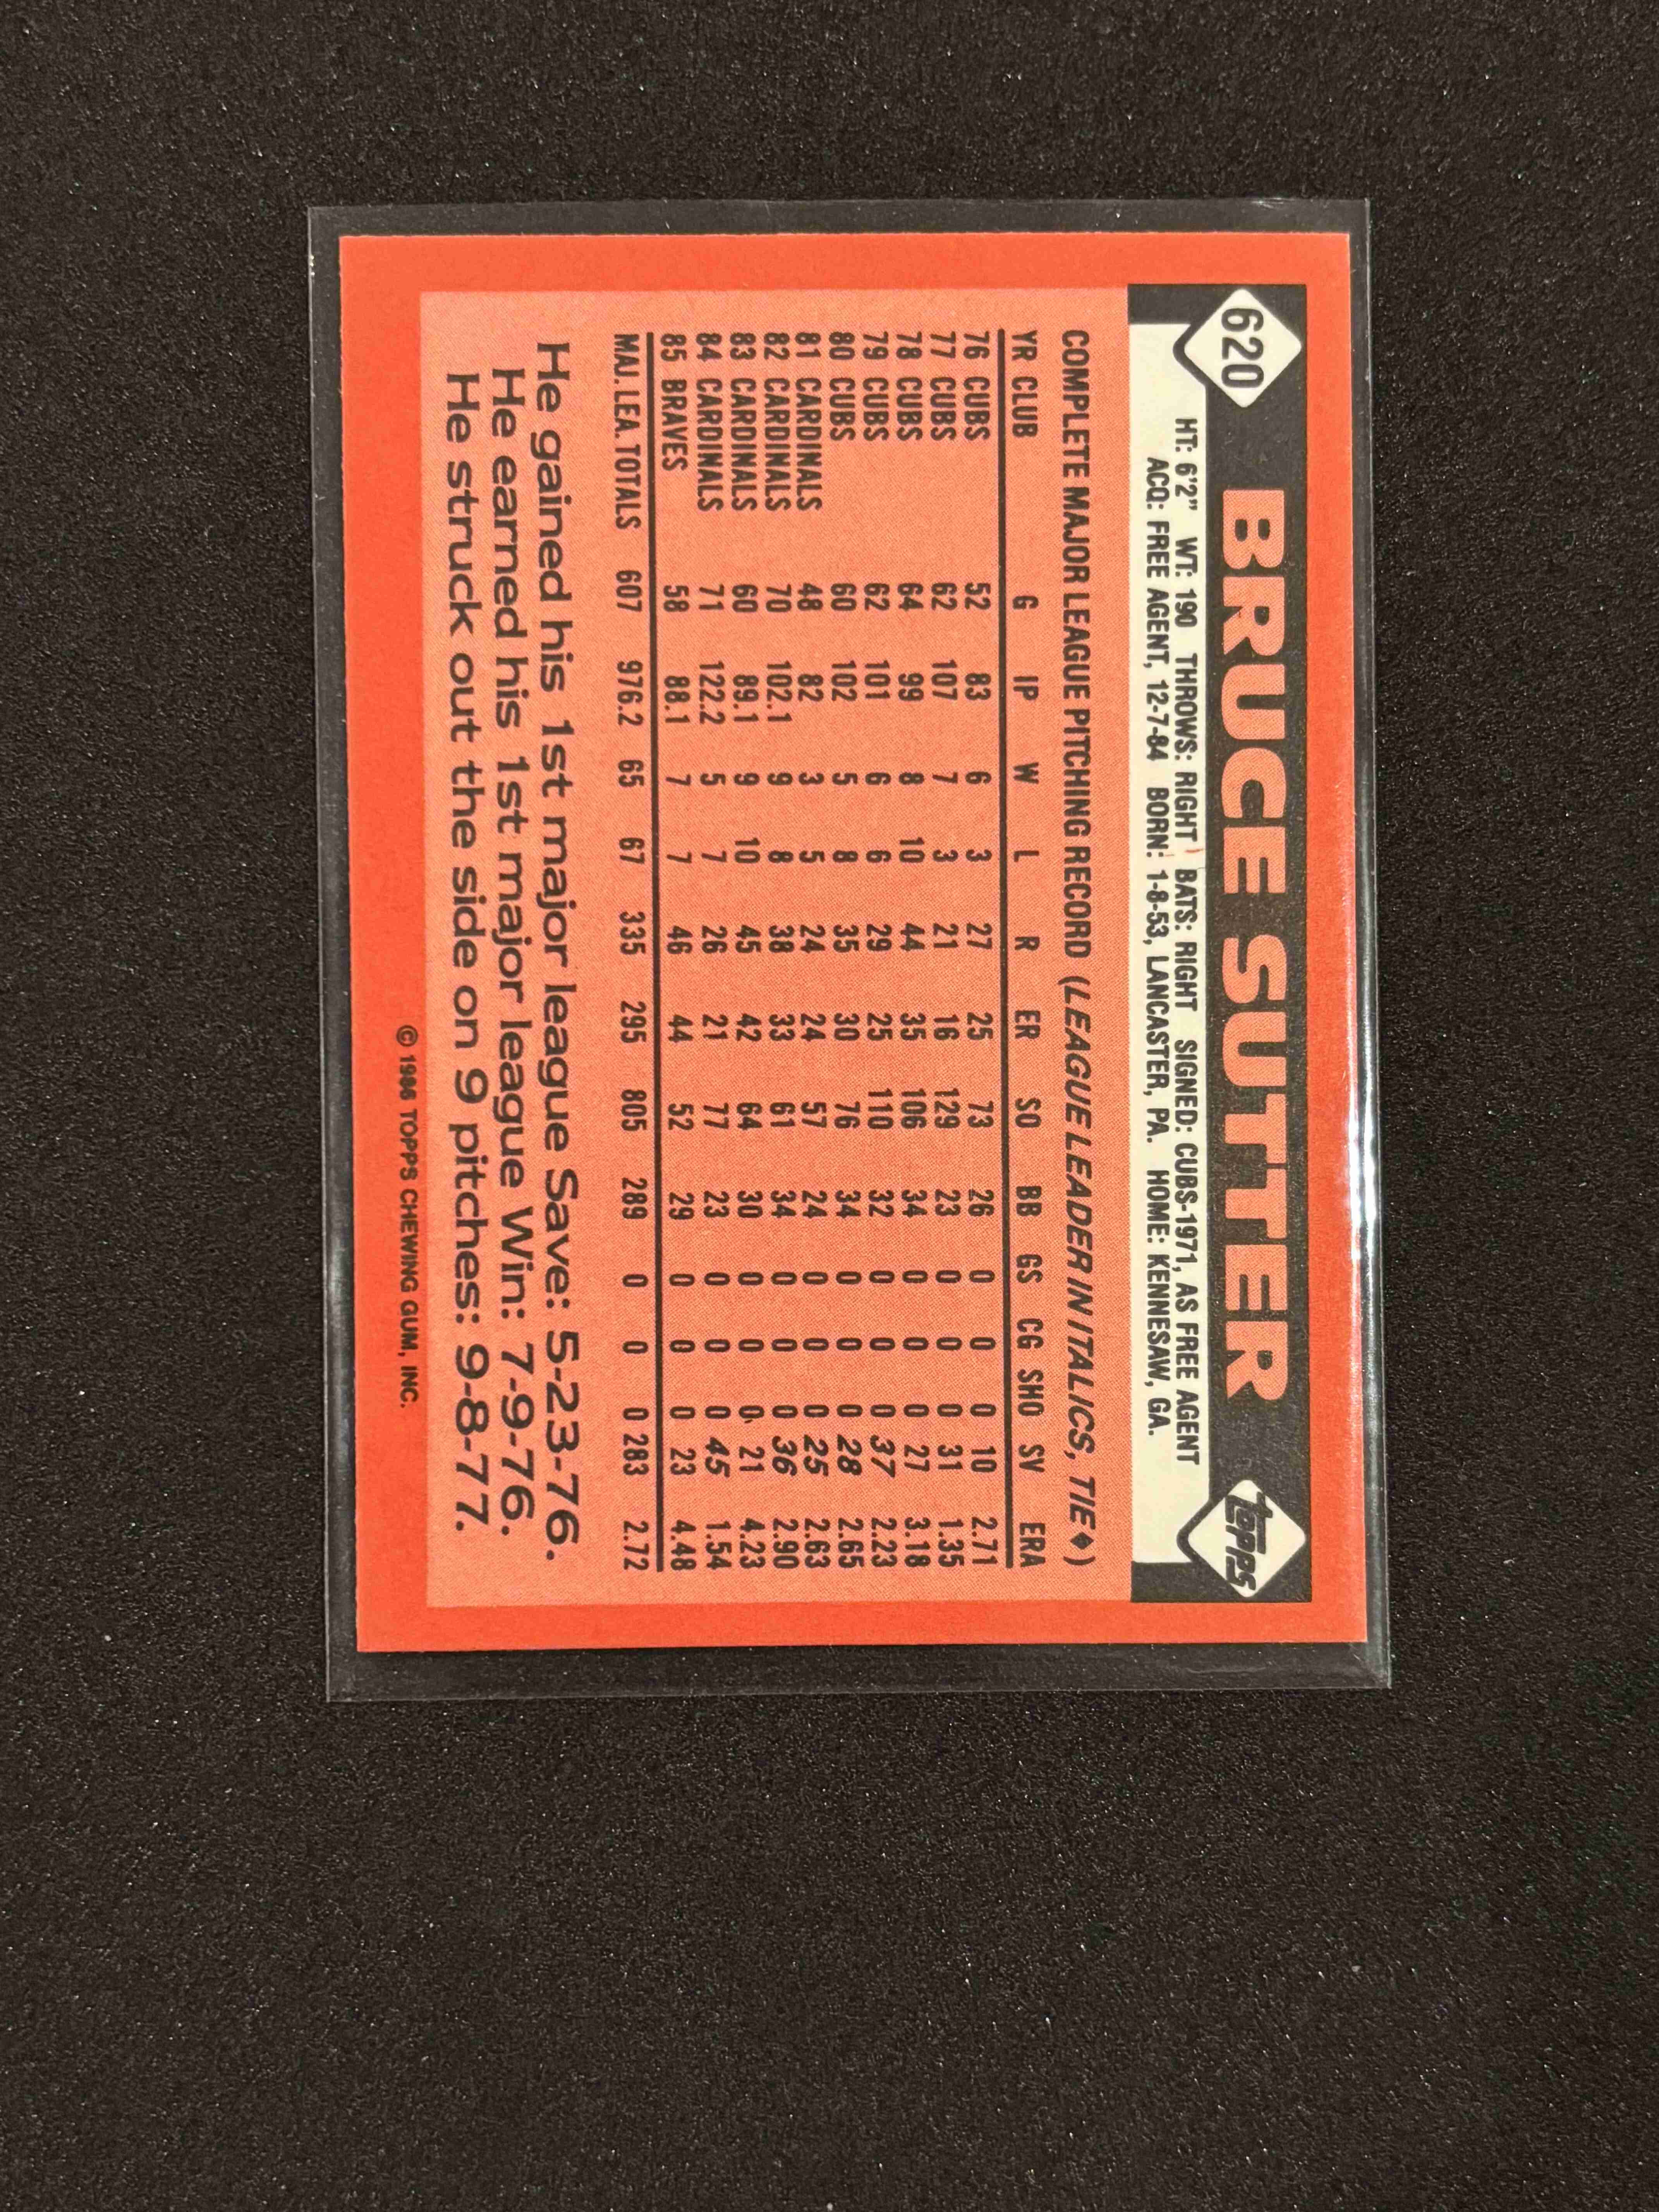 620 BRUCE SUTTER topps
HT: 6'2" WT: 190 THROWS: RIGHT BATS: RIGHT SIGNED: CUBS-1971, AS FREE AGENT
ACQ: FREE AGENT, 12-7-84 BORN: 1-8-53, LANCASTER, PA. HOME: KENNESAW, GA.
COMPLETE MAJOR LEAGUE PITCHING RECORD (LEAGUE LEADER IN ITALICS, TIE♦)
YR CLUB G IP W L R ER SO BB GS CG SHO SV ERA
76 CUBS 52 83 6 3 27 25 73 26 0 0 0 10 2.71
77 CUBS 62 107 7 3 21 16 129 23 0 0 0 31 1.35
78 CUBS 64 99 8 10 44 35 106 34 0 0 0 27 3.18
79 CUBS 62 101 6 6 29 25 110 32 0 0 0 37 2.23
80 CUBS 60 102 5 8 35 30 76 34 0 0 0 28 2.65
81 CARDINALS 48 82 3 5 24 24 57 24 0 0 0 25 2.63
82 CARDINALS 70 102.1 9 8 38 33 61 34 0 0 0 36 2.90
83 CARDINALS 60 89.1 9 10 45 42 64 30 0 0 0 21 4.23
84 CARDINALS 71 122.2 5 7 26 21 77 23 0 0 0 45 1.54
85 BRAVES 58 88.1 7 7 46 44 52 29 0 0 0 23 4.48
MAJ. LEA. TOTALS 607 976.2 65 67 335 295 805 289 0 0 0 283 2.72
He gained his 1st major league Save: 5-23-76.
He earned his 1st major league Win: 7-9-76.
He struck out the side on 9 pitches: 9-8-77.
© 1986 TOPPS CHEWING GUM, INC.